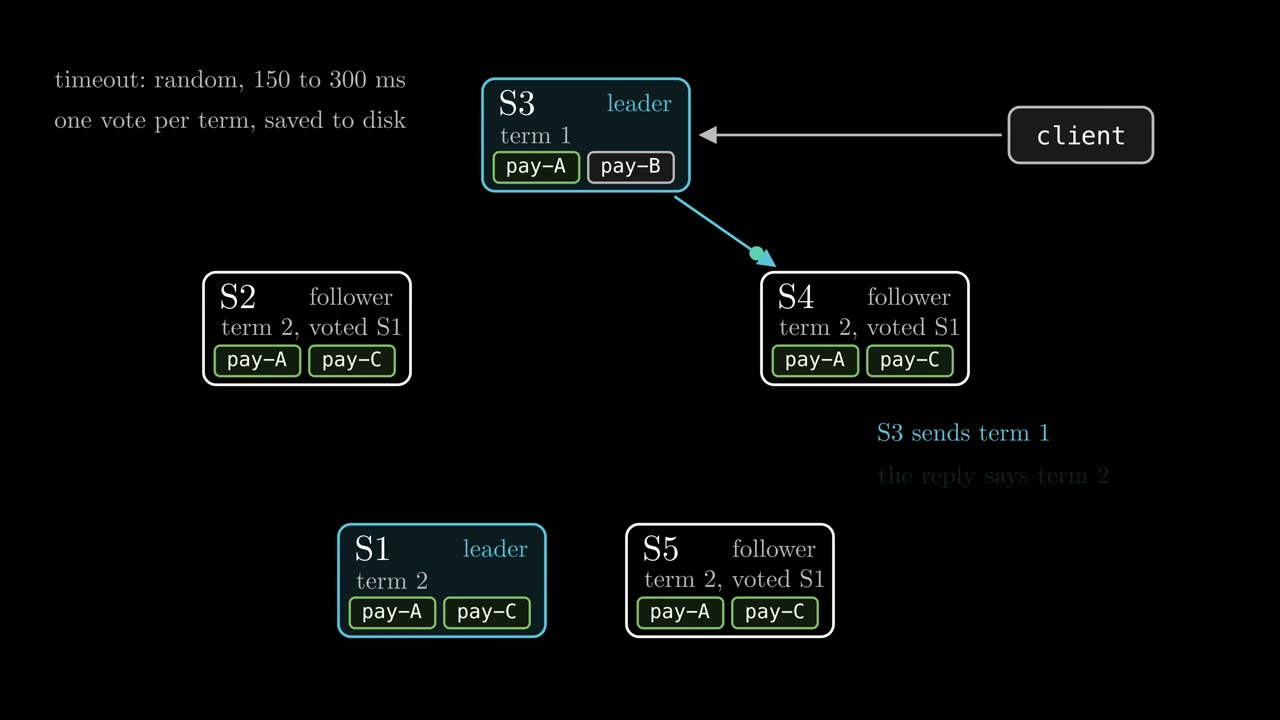 timeout: random, 150 to 300 ms
one vote per term, saved to disk
S3 leader
term 1
pay-A pay-B
client
S2 follower
term 2, voted S1
pay-A pay-C
S4 follower
term 2, voted S1
pay-A pay-C
S3 sends term 1
the reply says term 2
S1 leader
term 2
pay-A pay-C
S5 follower
term 2, voted S1
pay-A pay-C